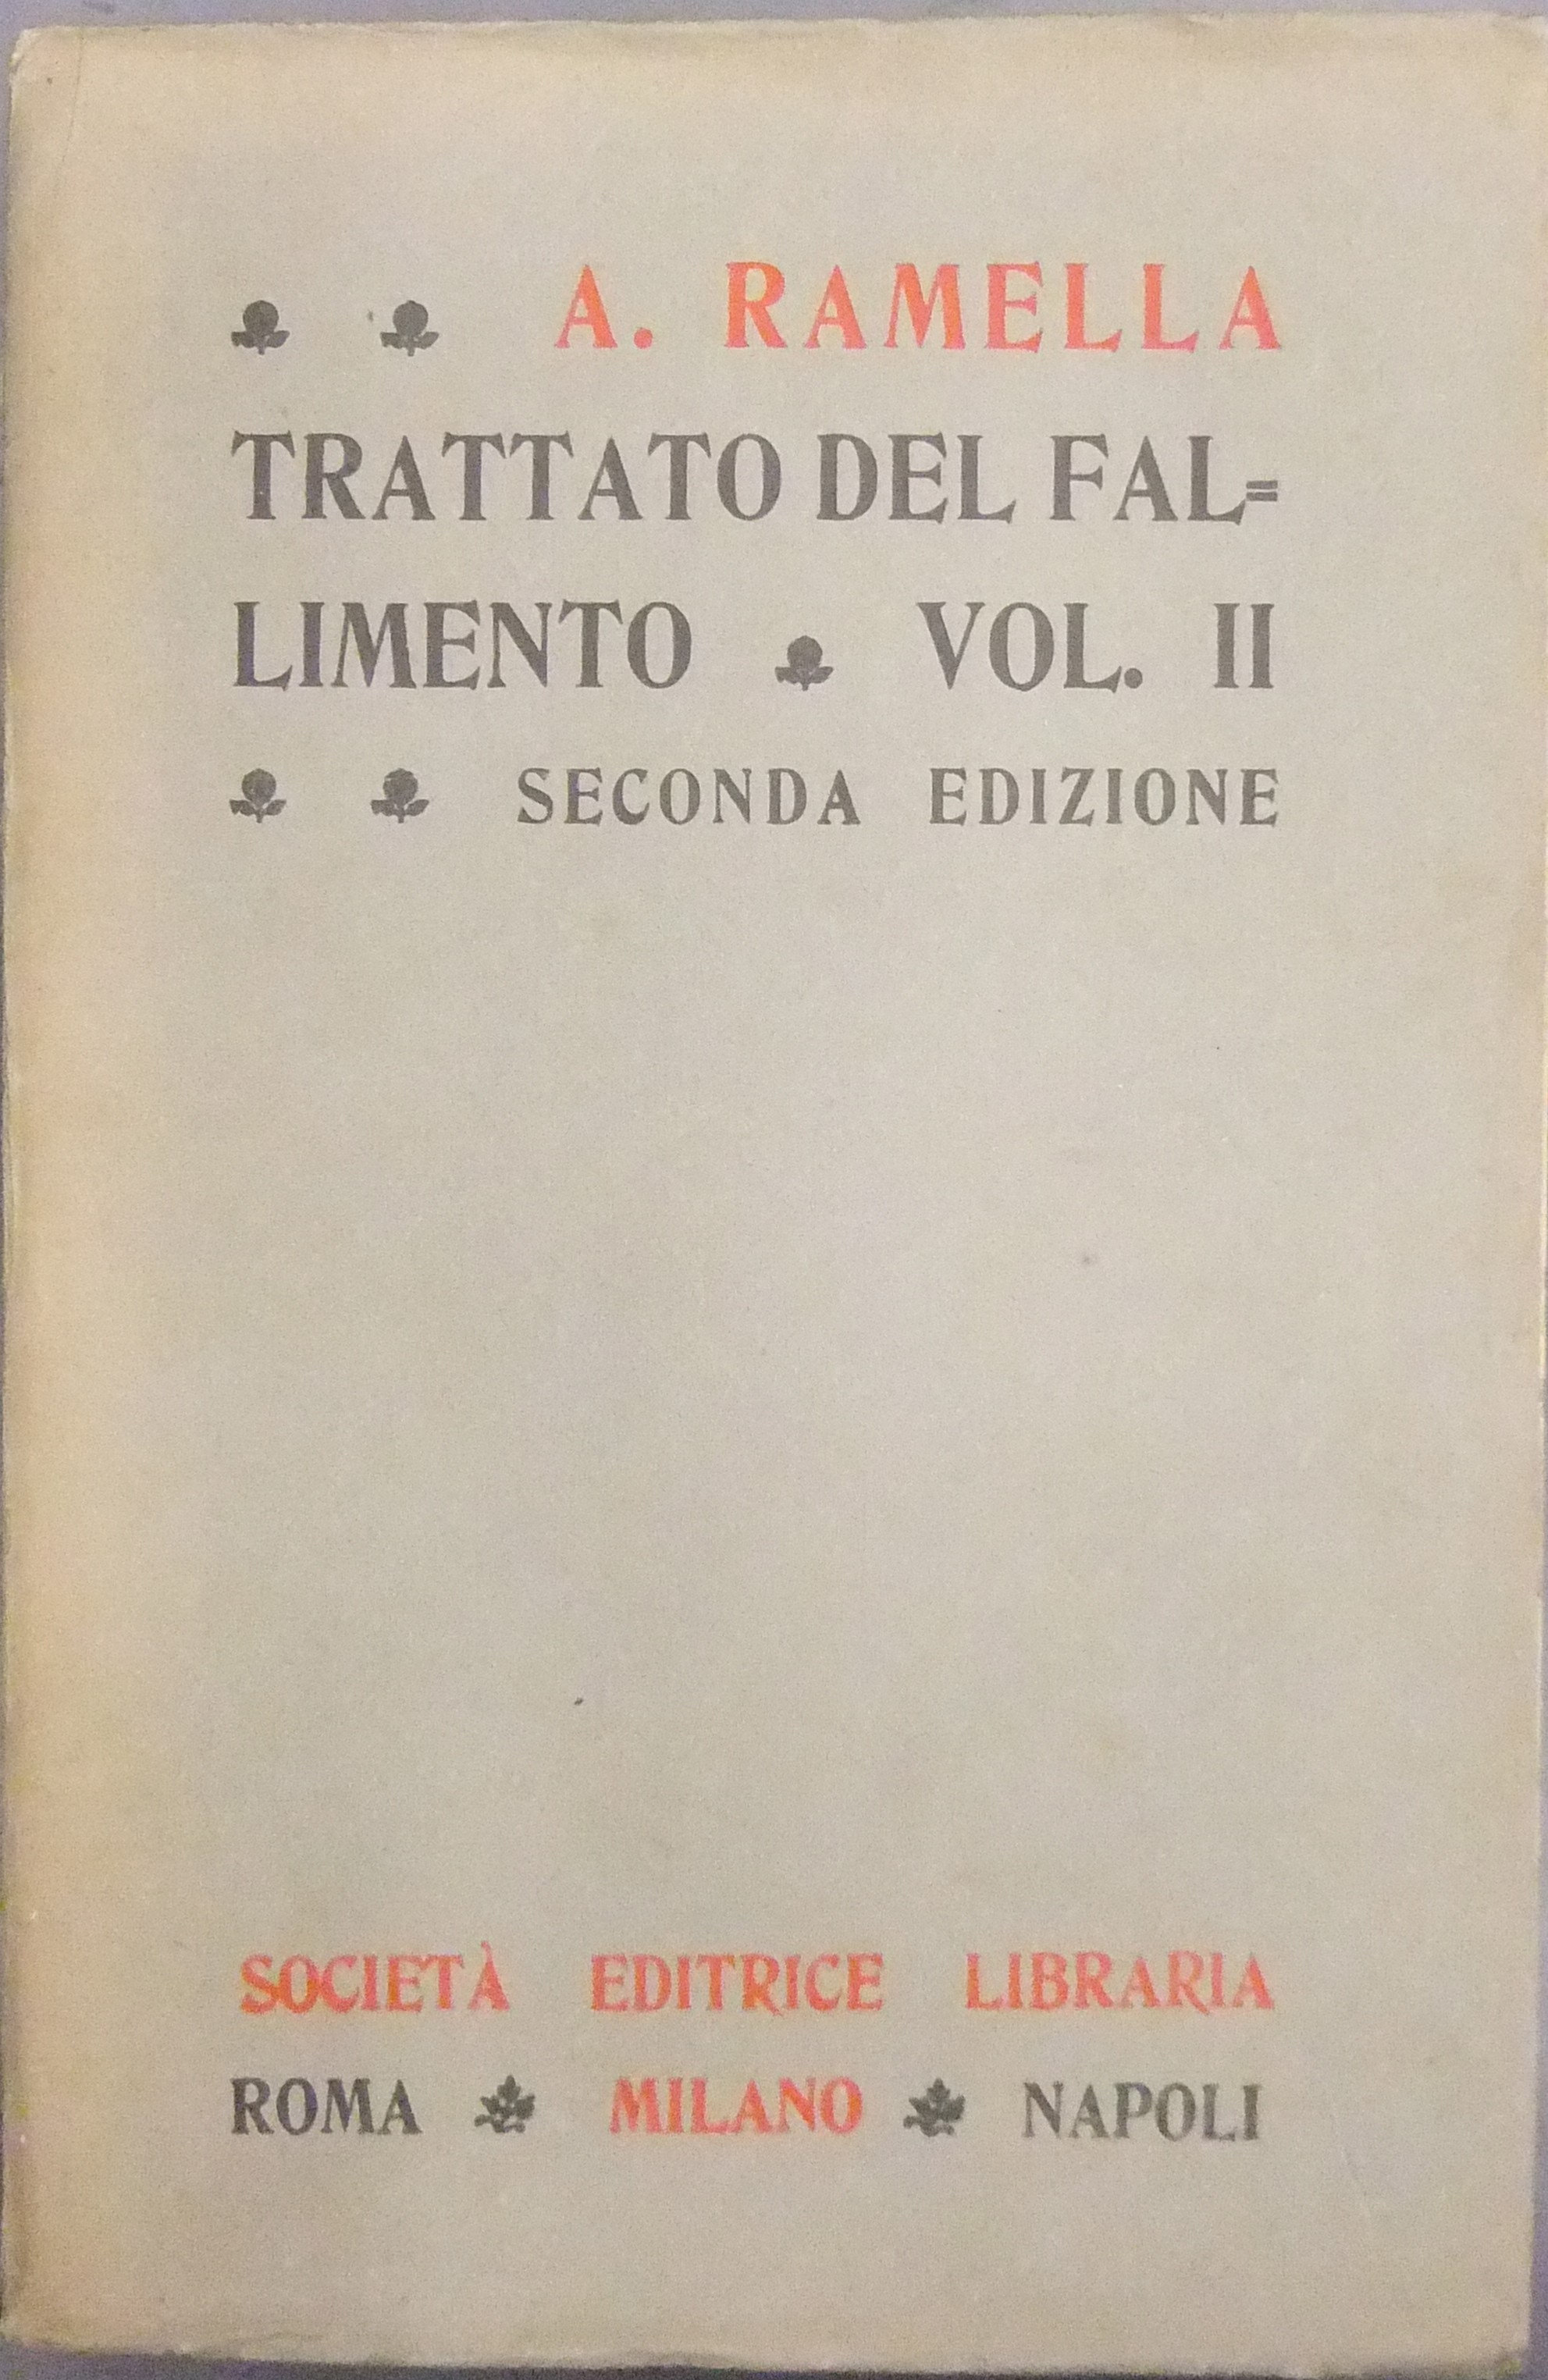 A. RAMELLA
TRATTATO DEL FAL=
LIMENTO VOL. II
SECONDA EDIZIONE
SOCIETÀ EDITRICE LIBRARIA
ROMA MILANO NAPOLI